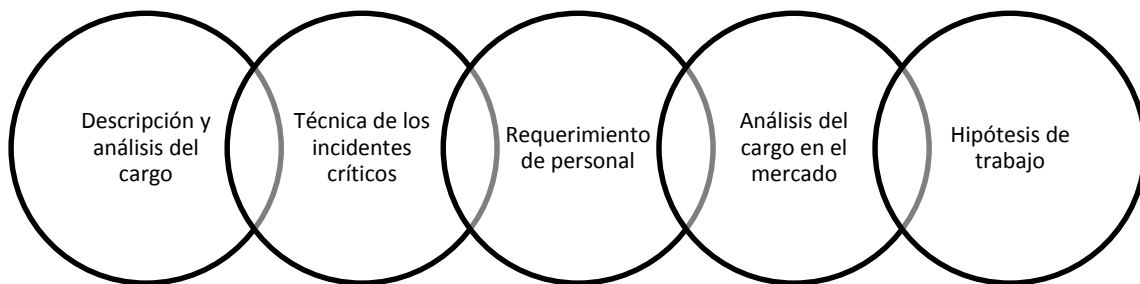 Descripción y
análisis del
cargo
Técnica de los
incidentes
críticos
Requerimiento
de personal
Análisis del
cargo en el
mercado
Hipótesis de
trabajo